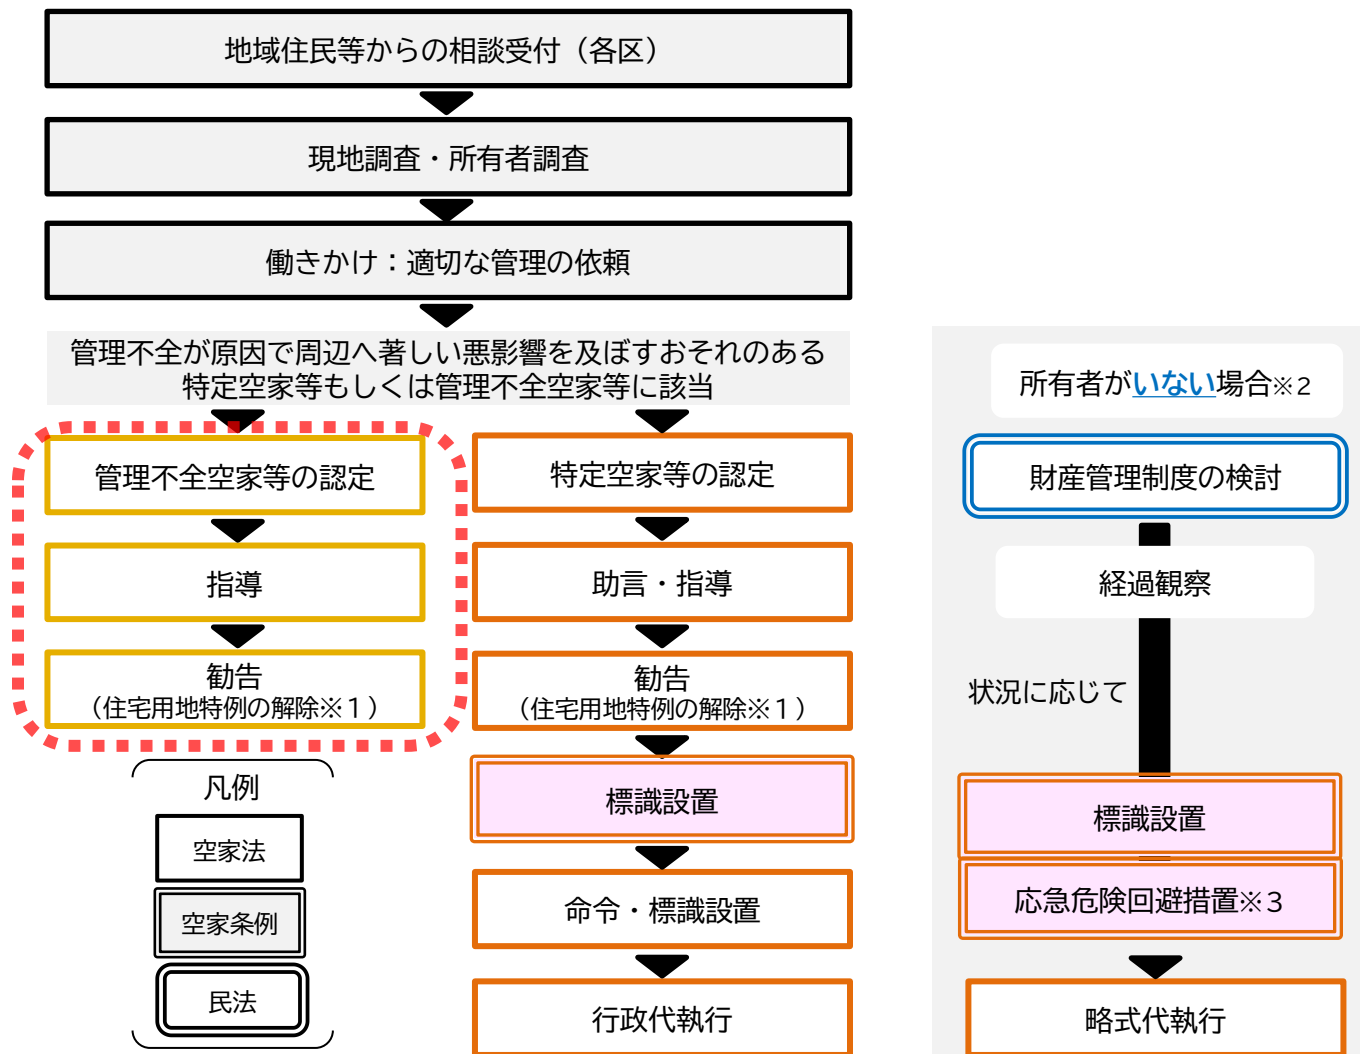 地域住民等からの相談受付（各区）
現地調査・所有者調査
働きかけ：適切な管理の依頼
管理不全が原因で周辺へ著しい悪影響を及ぼすおそれのある
特定空家等もしくは管理不全空家等に該当
管理不全空家等の認定
指導
勧告
（住宅用地特例の解除※１）
特定空家等の認定
助言・指導
勧告
（住宅用地特例の解除※１）
標識設置
命令・標識設置
行政代執行
凡例
空家法
空家条例
民法
所有者がいない場合※2
財産管理制度の検討
経過観察
状況に応じて
標識設置
応急危険回避措置※３
略式代執行